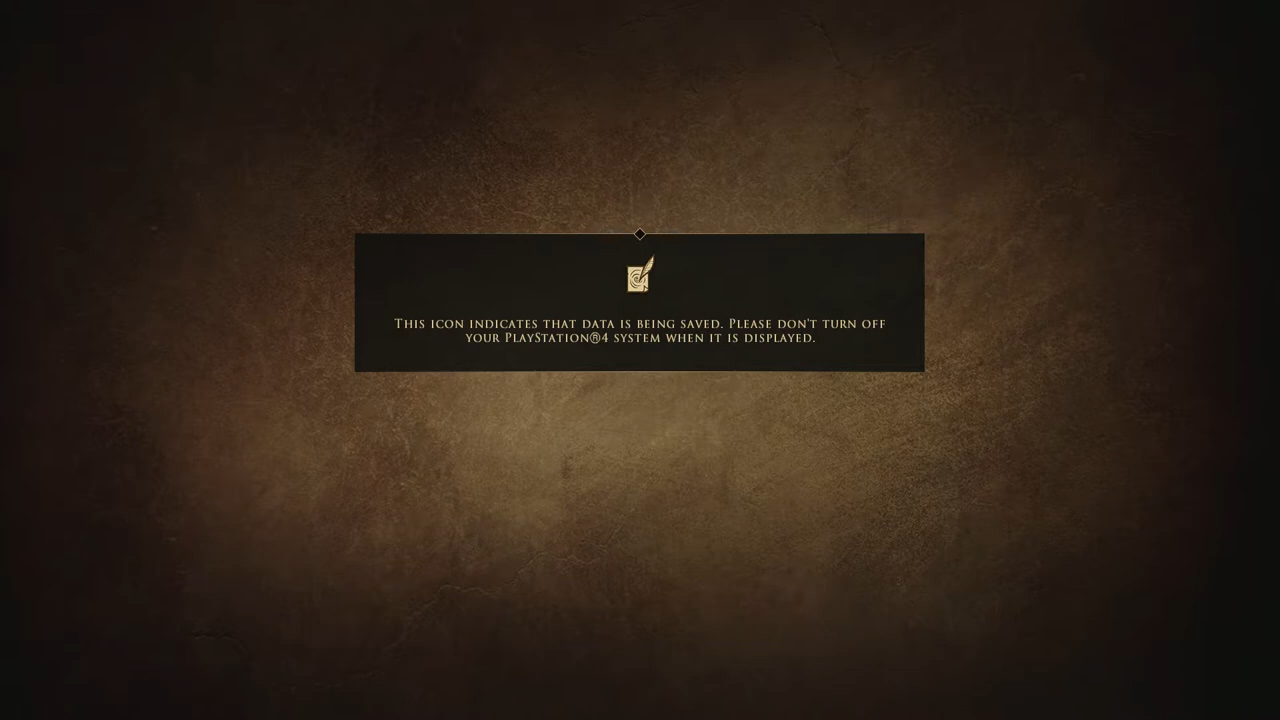 This icon indicates that data is being saved. Please don't turn off
your PlayStation®4 system when it is displayed.